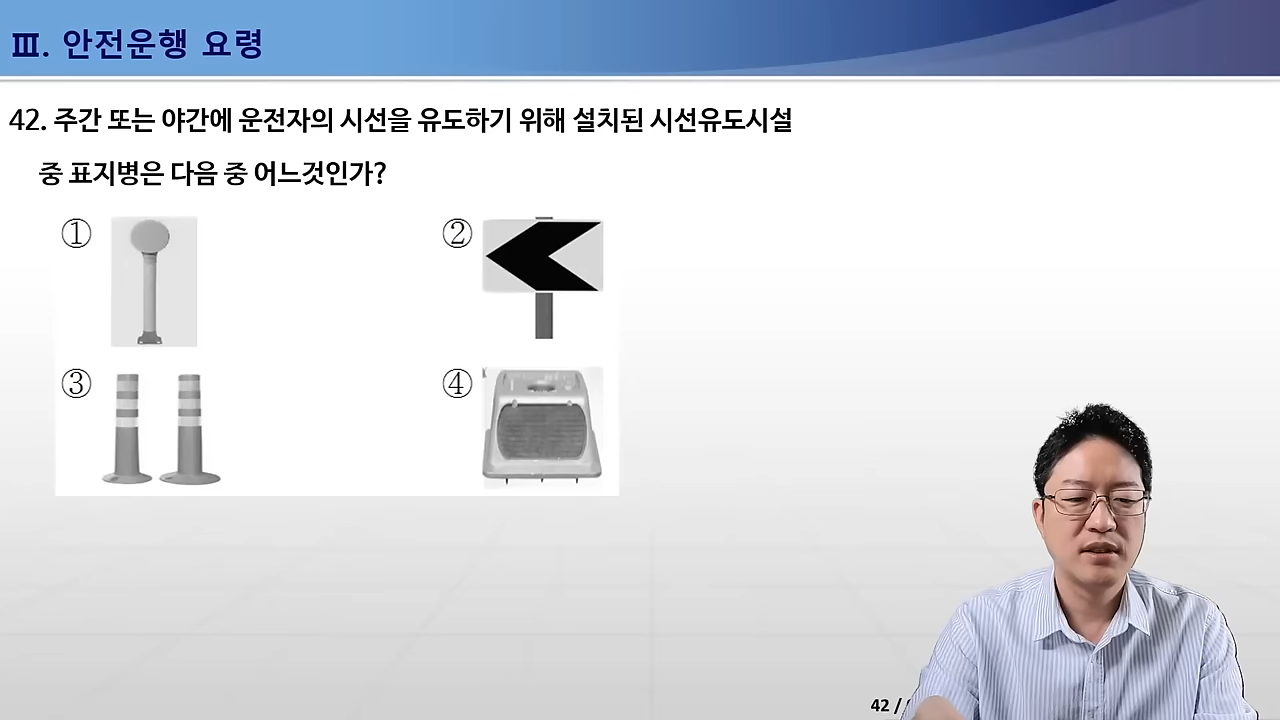 Ⅲ. 안전운행 요령
42. 주간 또는 야간에 운전자의 시선을 유도하기 위해 설치된 시선유도시설
중 표지병은 다음 중 어느것인가?
①
②
③
④
42 /